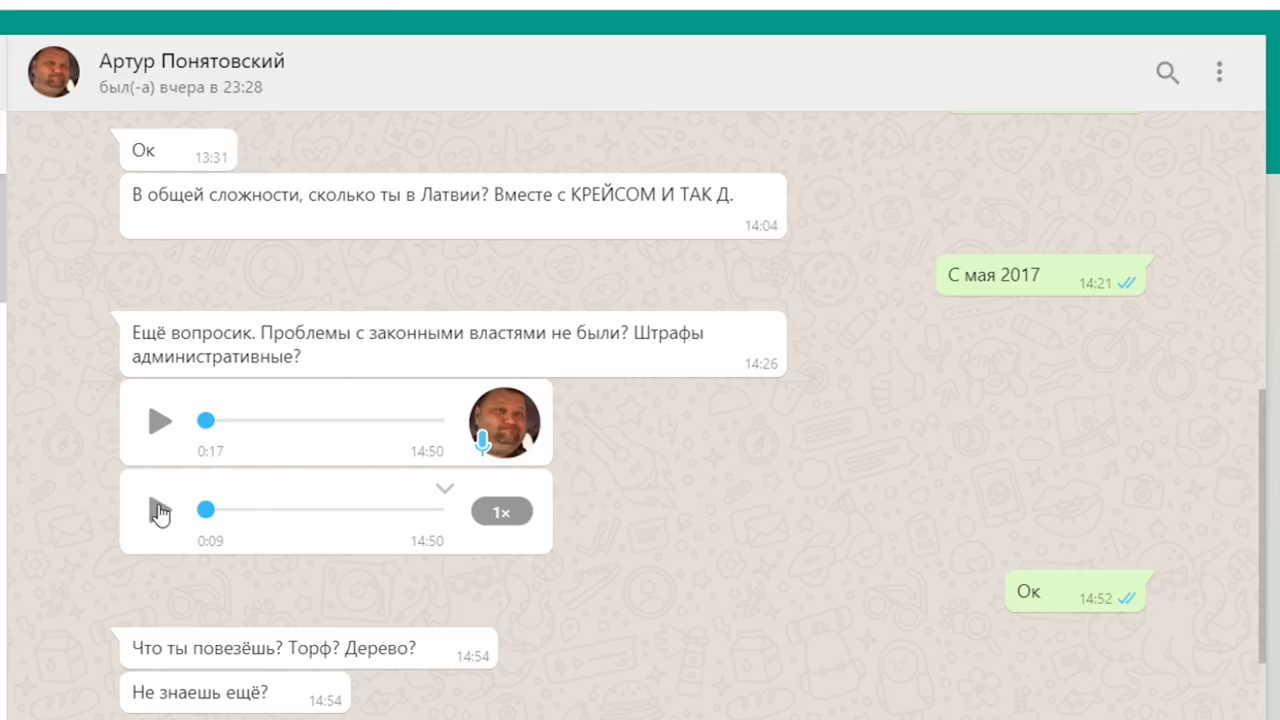 Артур Понятовский
был(-а) вчера в 23:28
Ок 13:31
В общей сложности, сколько ты в Латвии? Вместе с КРЕЙСОМ И ТАК Д.
14:04
С мая 2017 14:21
Ещё вопросик. Проблемы с законными властями не были? Штрафы
административные? 14:26
0:17 14:50
1×
0:09 14:50
Ок 14:52
Что ты повезёшь? Торф? Дерево? 14:54
Не знаешь ещё? 14:54